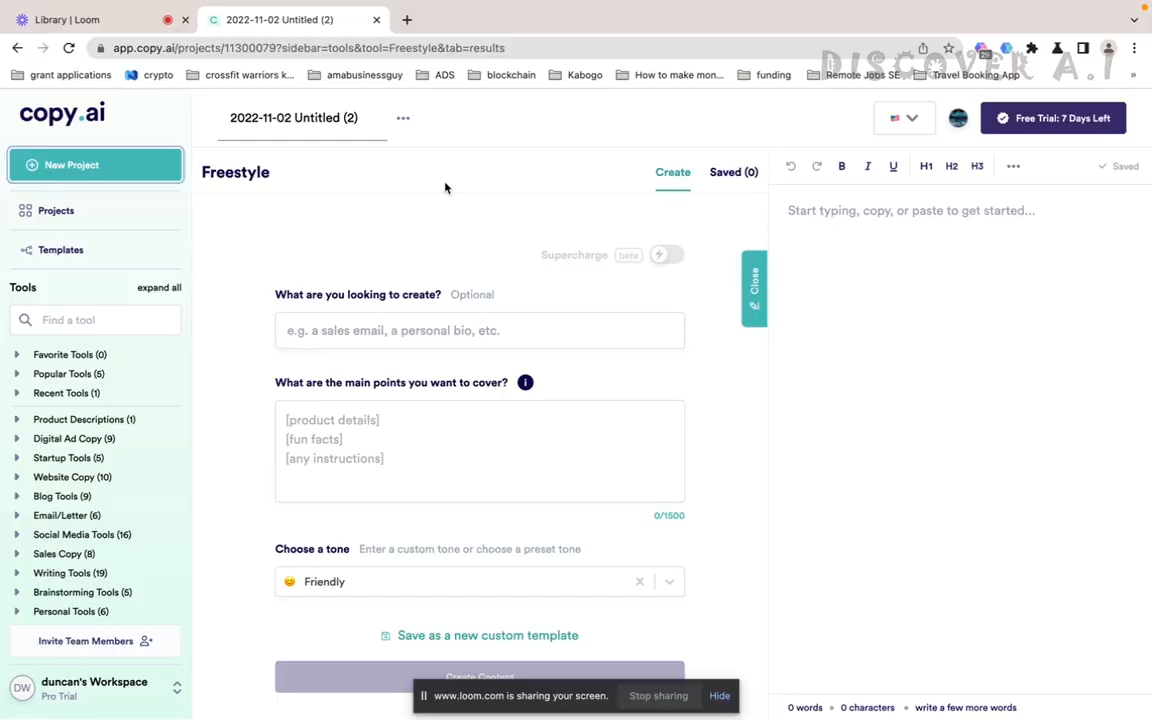 Library | Loom
2022-11-02 Untitled (2)
app.copy.ai/projects/11300079?sidebar=tools&tool=Freestyle&tab=results
29
grant applications
crypto
crossfit warriors k...
amabusinessguy
ADS
blockchain
Kabogo
How to make mon...
funding
Remote Jobs SE
Travel Booking App
»
DISCOVER A.I
copy.ai
2022-11-02 Untitled (2)
Free Trial: 7 Days Left
New Project
Projects
Templates
Tools
expand all
Find a tool
Favorite Tools (0)
Popular Tools (5)
Recent Tools (1)
Product Descriptions (1)
Digital Ad Copy (9)
Startup Tools (5)
Website Copy (10)
Blog Tools (9)
Email/Letter (6)
Social Media Tools (16)
Sales Copy (8)
Writing Tools (19)
Brainstorming Tools (5)
Personal Tools (6)
Invite Team Members
DW
duncan's Workspace
Pro Trial
Freestyle
Create
Saved (0)
Supercharge beta
What are you looking to create? Optional
e.g. a sales email, a personal bio, etc.
What are the main points you want to cover? i
[product details]
[fun facts]
[any instructions]
0/1500
Choose a tone Enter a custom tone or choose a preset tone
Friendly
Save as a new custom template
Create Content
Close
B I U H1 H2 H3
Saved
Start typing, copy, or paste to get started...
0 words • 0 characters • write a few more words
www.loom.com is sharing your screen.
Stop sharing
Hide